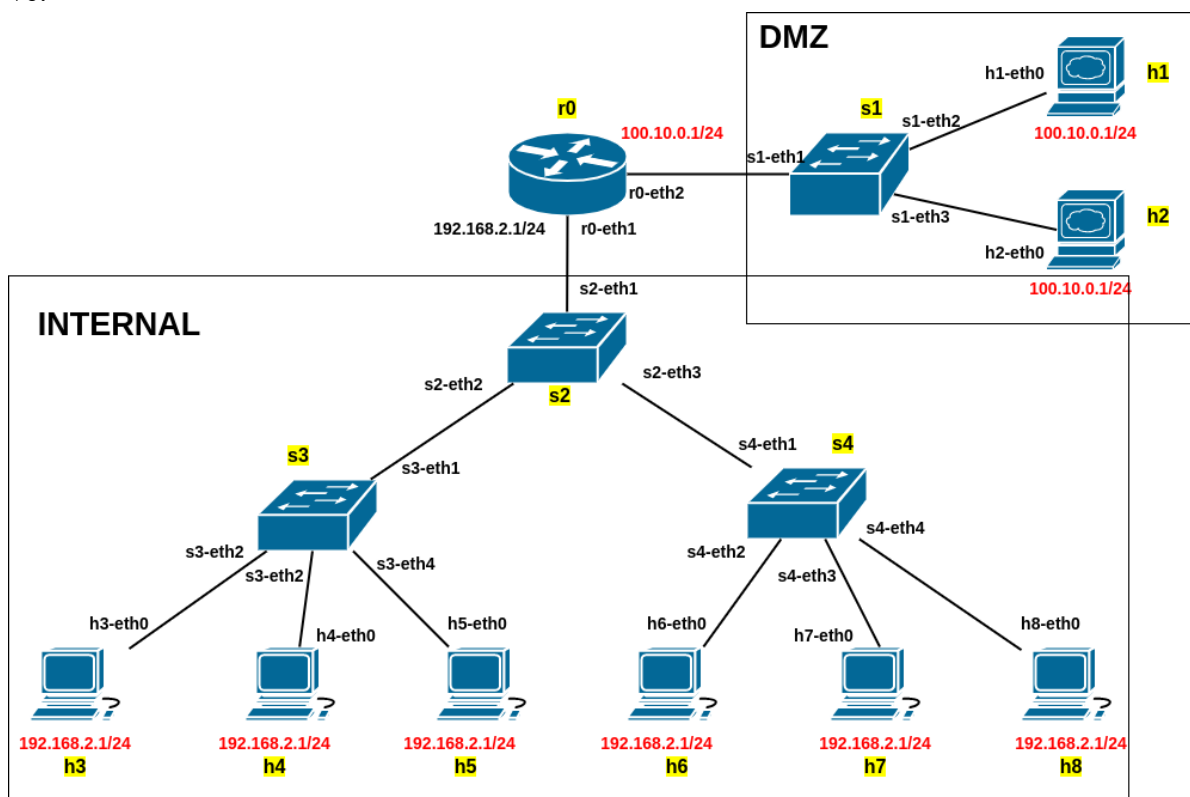 DMZ
h1-eth0
h1
r0
s1
s1-eth2
100.10.0.1/24
100.10.0.1/24
s1-eth1
r0-eth2
s1-eth3
h2
192.168.2.1/24
r0-eth1
h2-eth0
s2-eth1
100.10.0.1/24
INTERNAL
s2-eth2
s2-eth3
s2
s3
s4-eth1
s4
s3-eth1
s3-eth2
s3-eth2
s3-eth4
s4-eth2
s4-eth3
s4-eth4
h3-eth0
h4-eth0
h5-eth0
h6-eth0
h7-eth0
h8-eth0
192.168.2.1/24
192.168.2.1/24
192.168.2.1/24
192.168.2.1/24
192.168.2.1/24
192.168.2.1/24
h3
h4
h5
h6
h7
h8